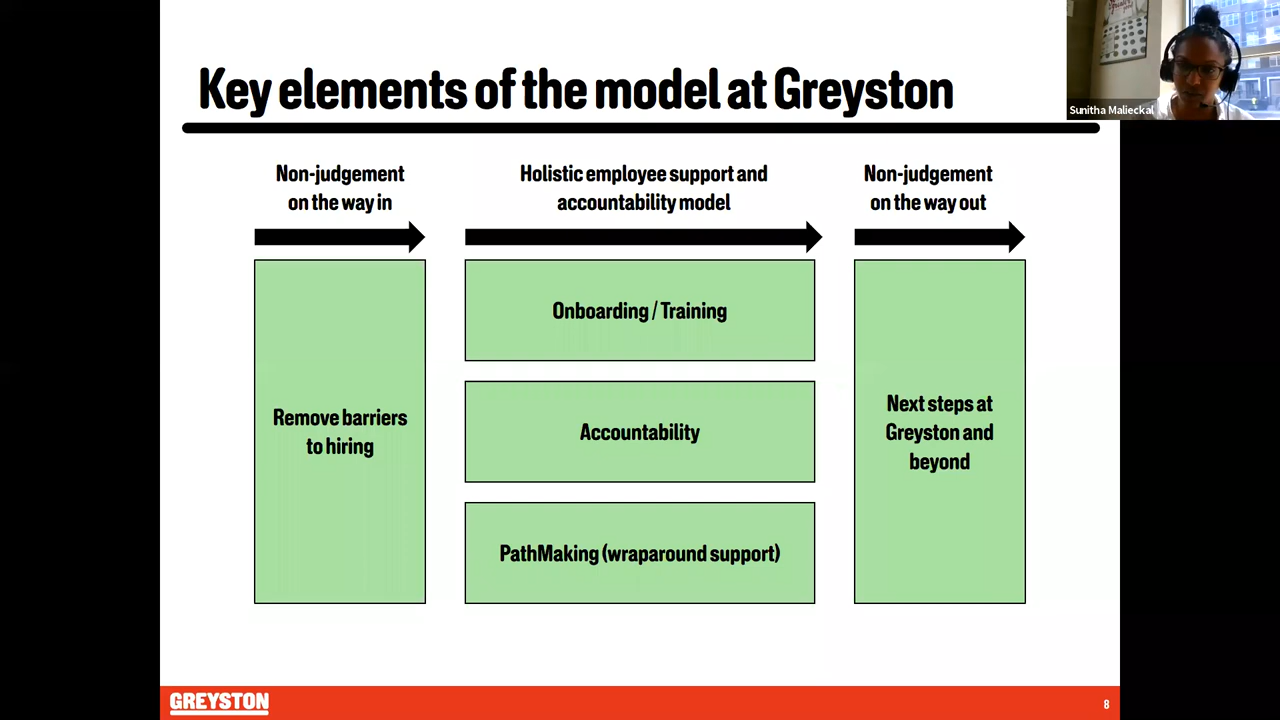 Key elements of the model at Greyston
Sunitha Malieckal
Non-judgement
on the way in
Holistic employee support and
accountability model
Non-judgement
on the way out
Remove barriers
to hiring
Onboarding / Training
Accountability
PathMaking (wraparound support)
Next steps at
Greyston and
beyond
GREYSTON
8